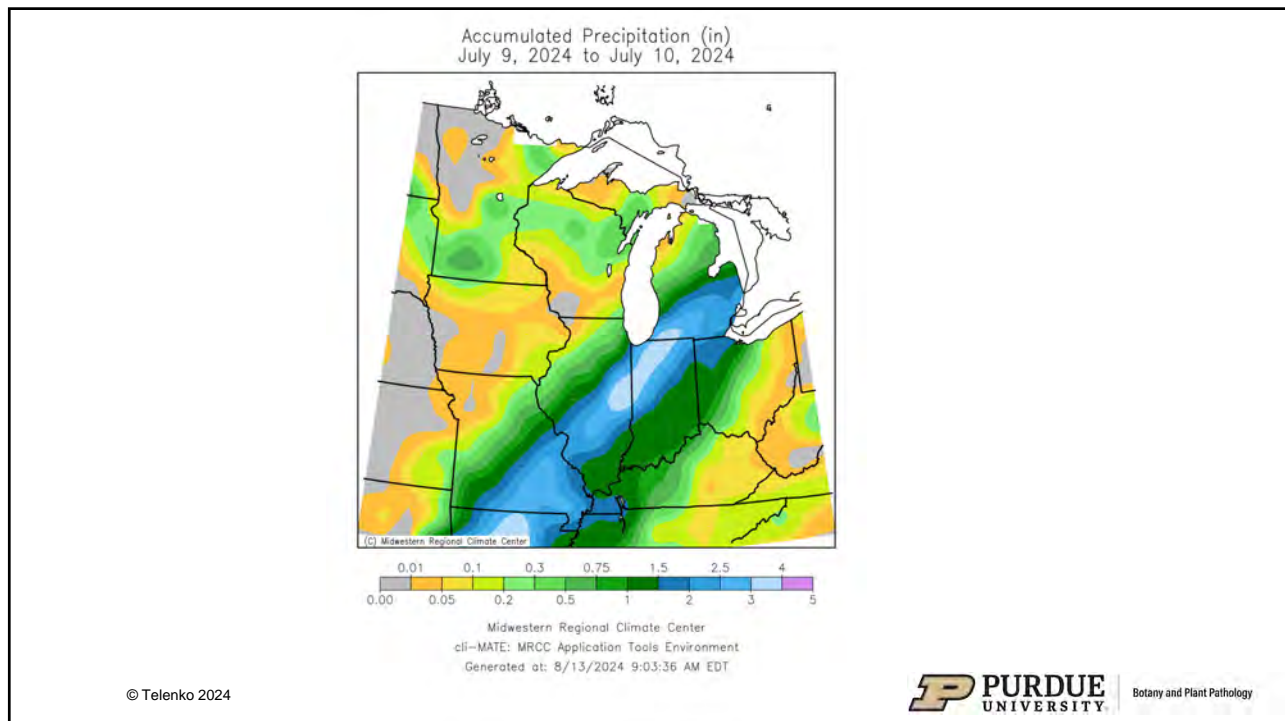 Accumulated Precipitation (in)
July 9, 2024 to July 10, 2024
(C) Midwestern Regional Climate Center
0.01 0.1 0.3 0.75 1.5 2.5 4
0.00 0.05 0.2 0.5 1 2 3 5
Midwestern Regional Climate Center
cli-MATE: MRCC Application Tools Environment
Generated at: 8/13/2024 9:03:36 AM EDT
© Telenko 2024
PURDUE
UNIVERSITY.
Botany and Plant Pathology